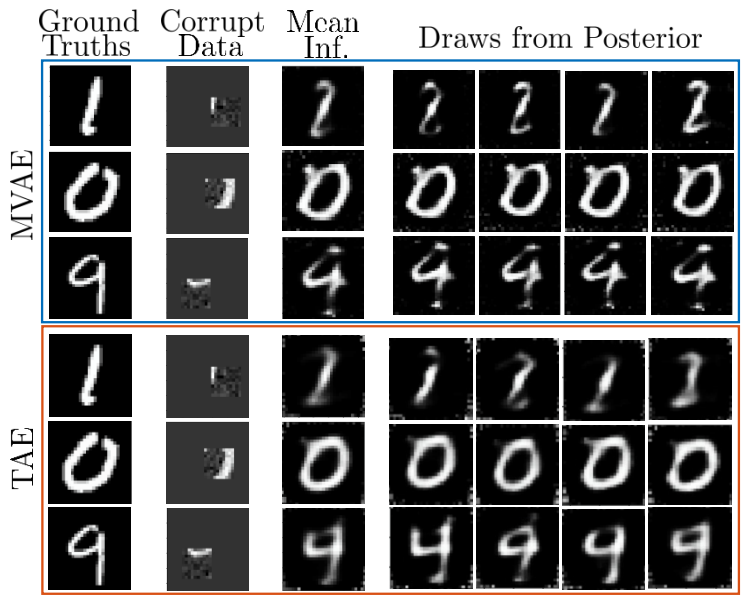 Ground Truths
Corrupt Data
Mean Inf.
Draws from Posterior
MVAE
TAE